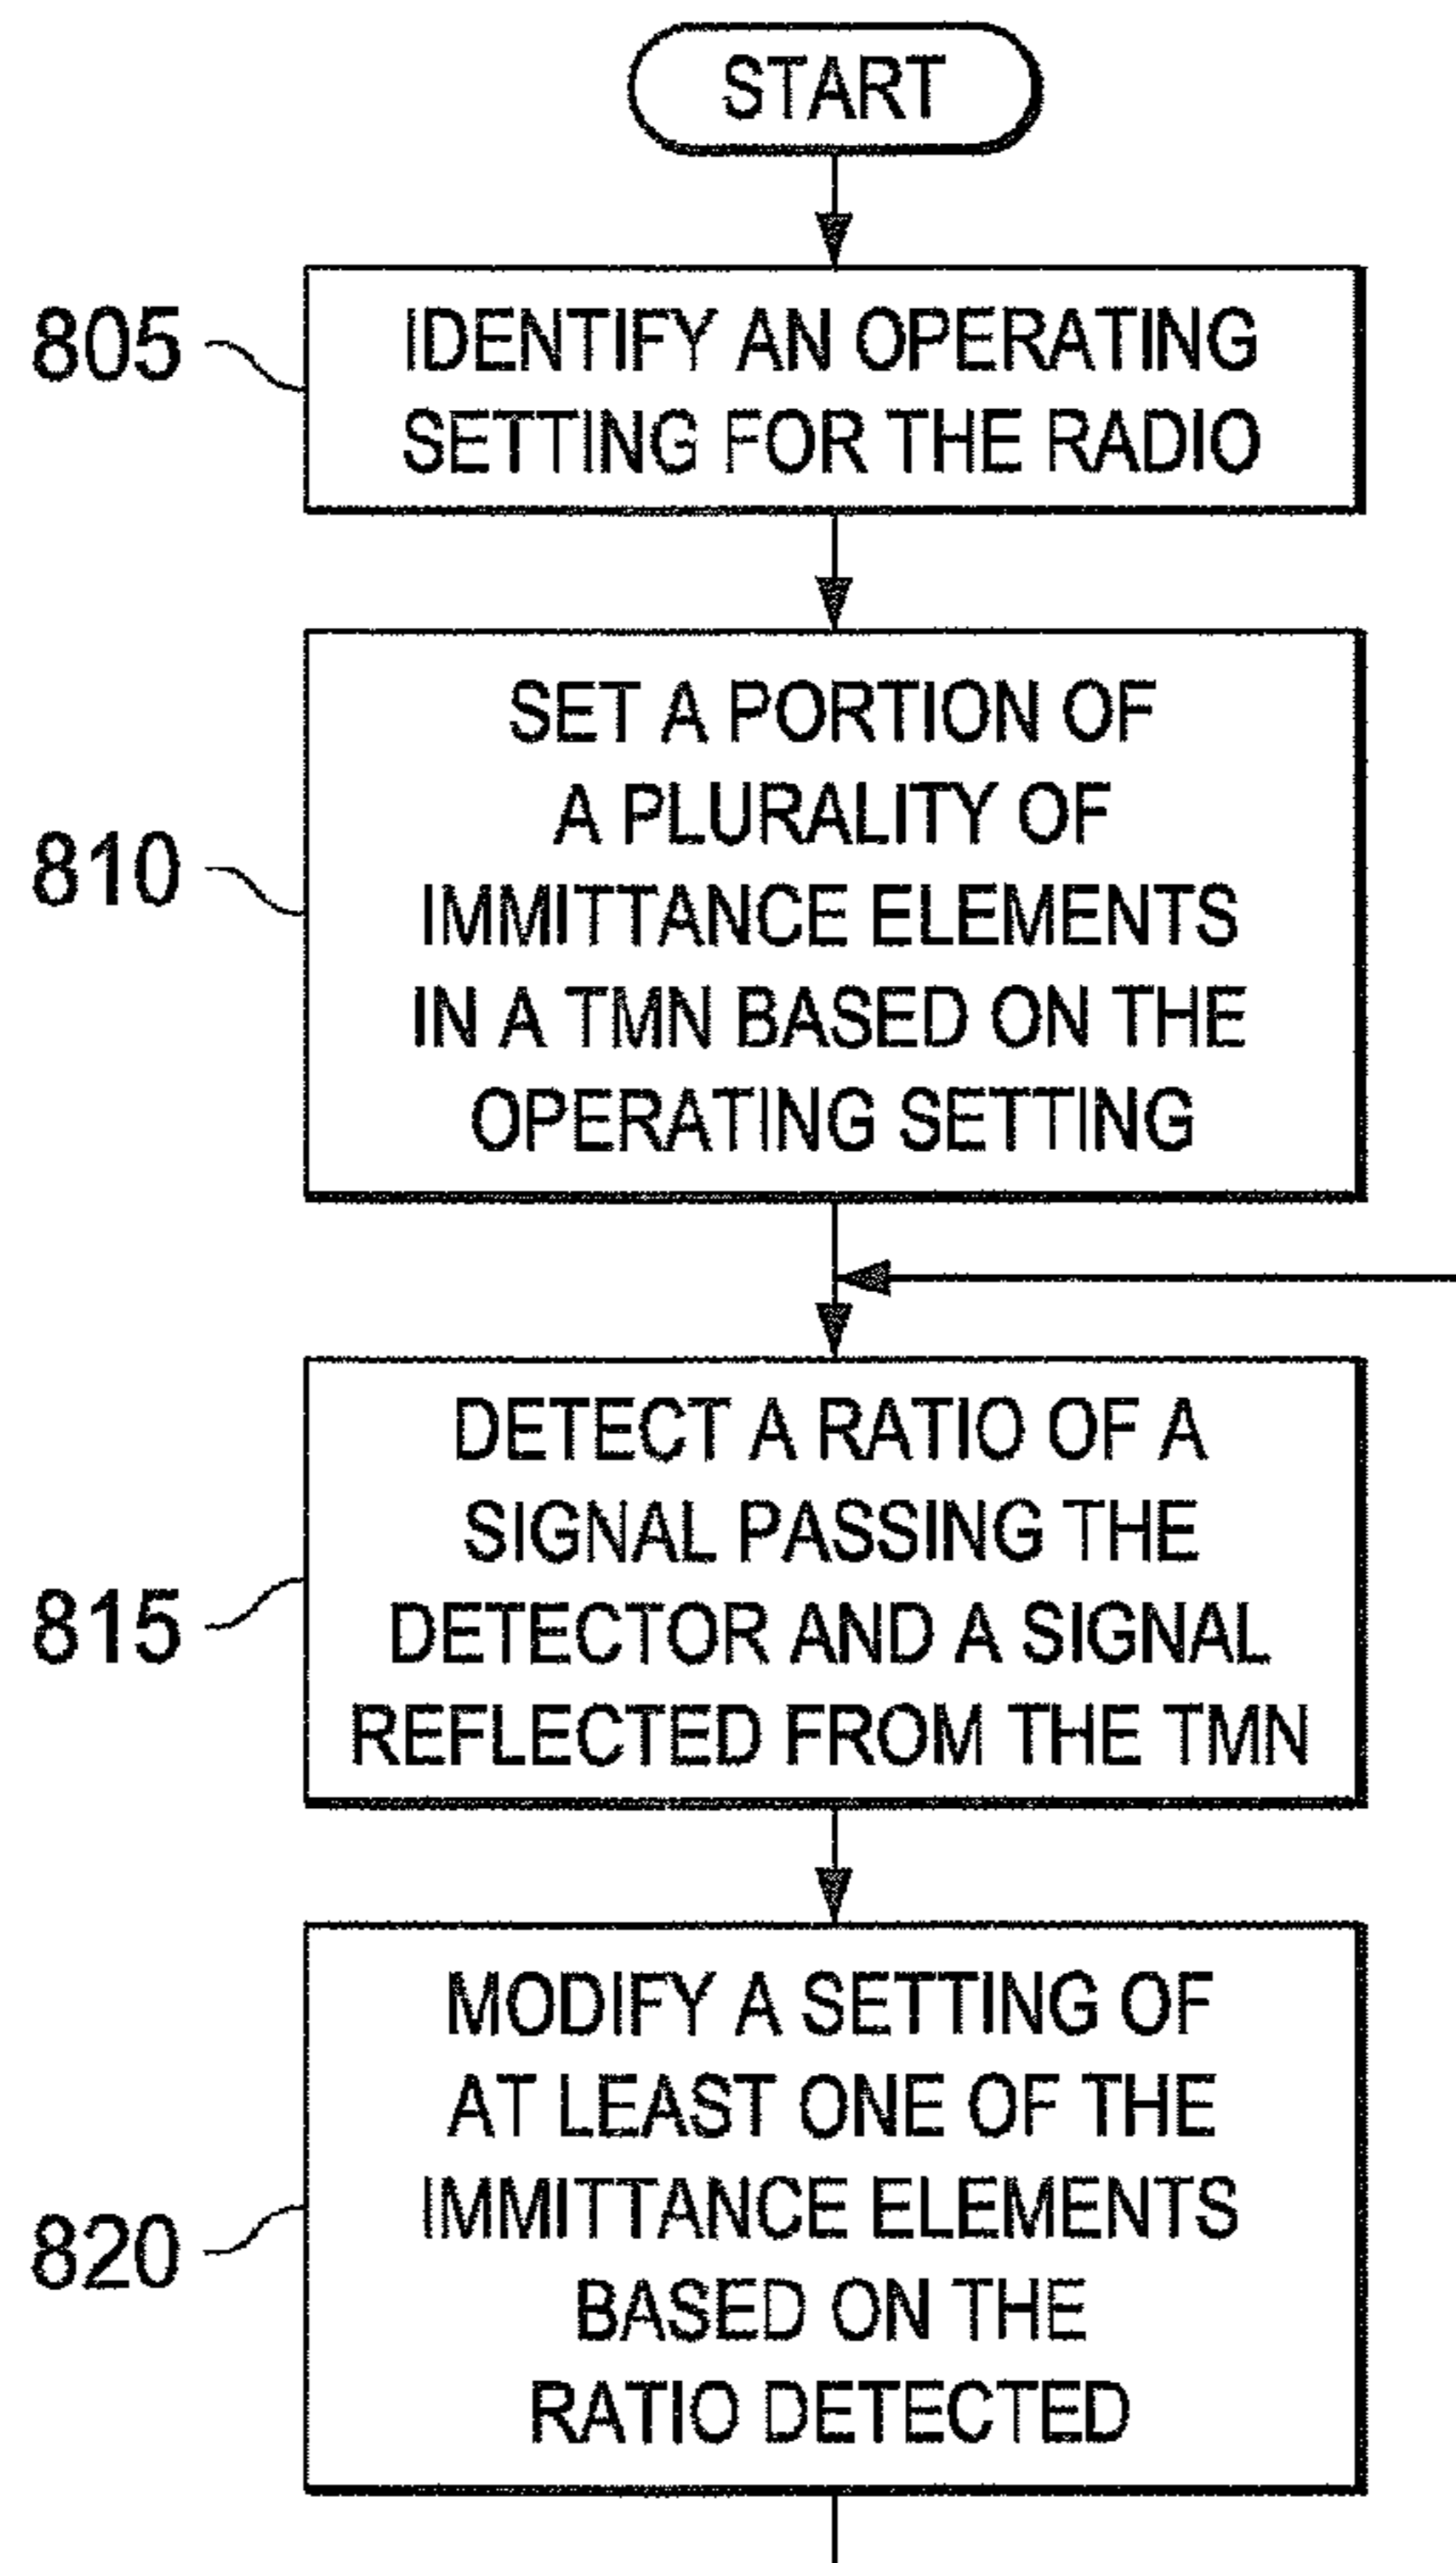 START
805
IDENTIFY AN OPERATING
SETTING FOR THE RADIO
810
SET A PORTION OF
A PLURALITY OF
IMMITTANCE ELEMENTS
IN A TMN BASED ON THE
OPERATING SETTING
815
DETECT A RATIO OF A
SIGNAL PASSING THE
DETECTOR AND A SIGNAL
REFLECTED FROM THE TMN
820
MODIFY A SETTING OF
AT LEAST ONE OF THE
IMMITTANCE ELEMENTS
BASED ON THE
RATIO DETECTED